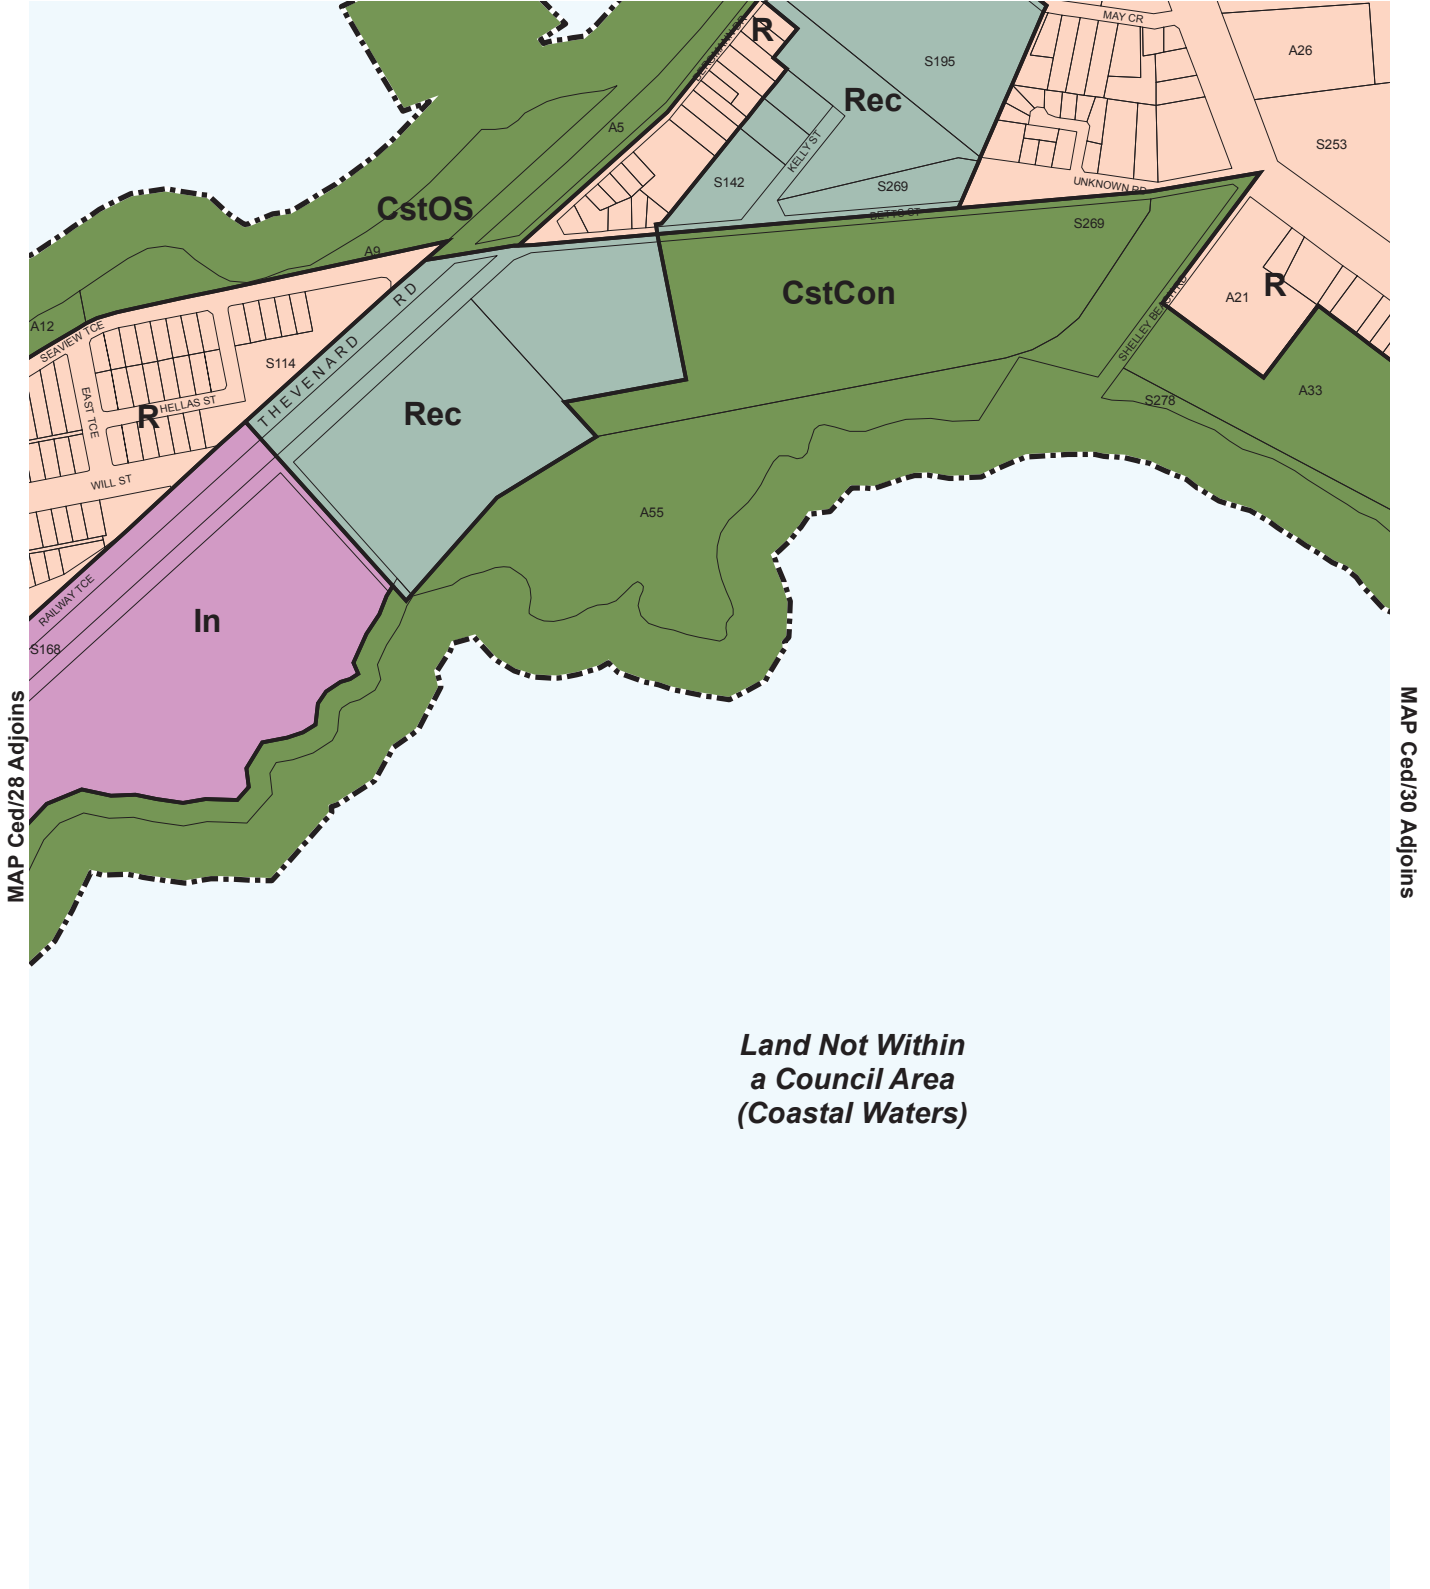 MAY CR
R
A26
S195
BERGMANN DR
Rec
A5
KELLY ST
S253
S142
S269
UNKNOWN RD
CstOS
BETTS ST
S269
A9
RD
CstCon
R
A21
A12
SEAVIEW TCE
SHELLEY BEACH RD
S114
THEVENARD
EAST TCE
HELLAS ST
R
Rec
S278
A33
WILL ST
A55
RAILWAY TCE
In
S168
MAP Ced/28 Adjoins
MAP Ced/30 Adjoins
Land Not Within
a Council Area
(Coastal Waters)